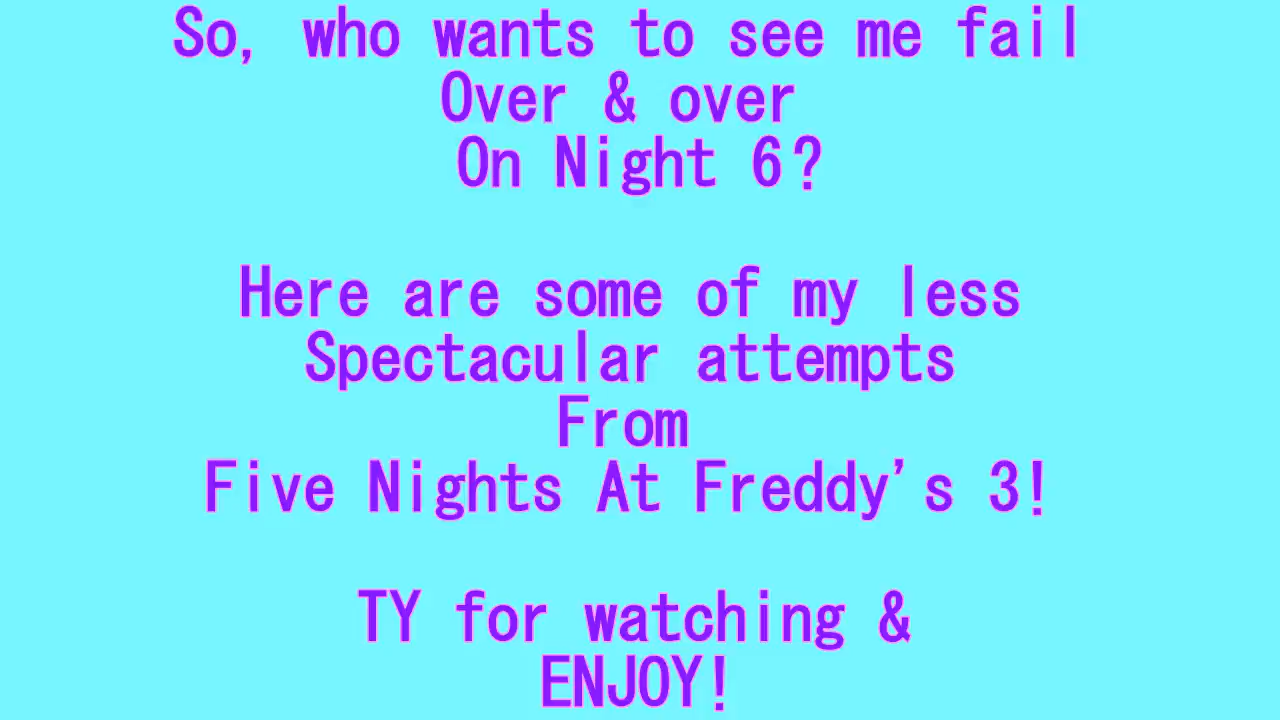 So, who wants to see me fail
Over & over
On Night 6?
Here are some of my less
Spectacular attempts
From
Five Nights At Freddy's 3!
TY for watching &
ENJOY!